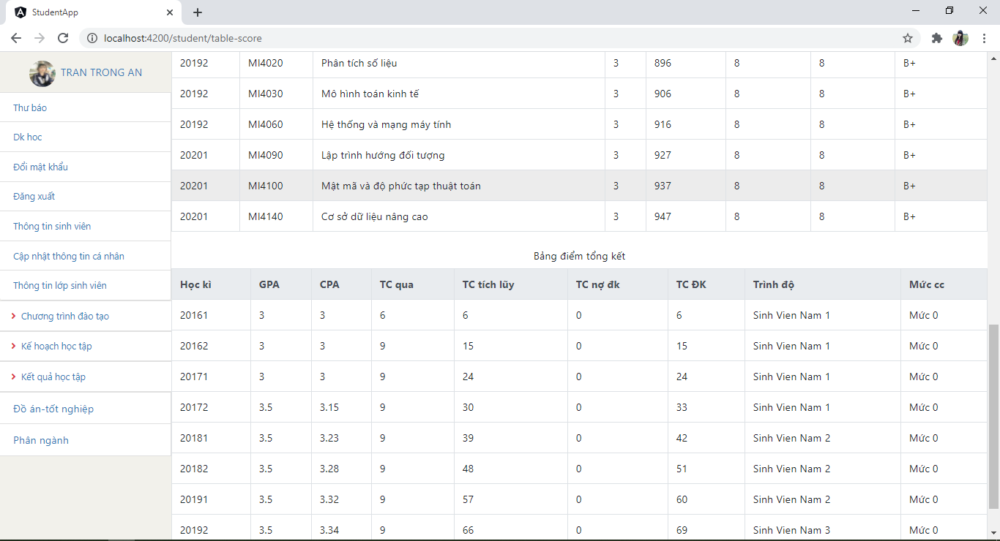 StudentApp
localhost:4200/student/table-score
TRAN TRONG AN
Thư báo
Dk hoc
Đổi mật khẩu
Đăng xuất
Thông tin sinh viên
Cập nhật thông tin cá nhân
Thông tin lớp sinh viên
Chương trình đào tạo
Kế hoạch học tập
Kết quả học tập
Đồ án-tốt nghiệp
Phân ngành
20192 MI4020 Phân tích số liệu 3 896 8 8 B+
20192 MI4030 Mô hình toán kinh tế 3 906 8 8 B+
20192 MI4060 Hệ thống và mạng máy tính 3 916 8 8 B+
20201 MI4090 Lập trình hướng đối tượng 3 927 8 8 B+
20201 MI4100 Mật mã và độ phức tạp thuật toán 3 937 8 8 B+
20201 MI4140 Cơ sở dữ liệu nâng cao 3 947 8 8 B+
Bảng điểm tổng kết
Học kì GPA CPA TC qua TC tích lũy TC nợ đk TC ĐK Trình độ Mức cc
20161 3 3 6 6 0 6 Sinh Vien Nam 1 Mức 0
20162 3 3 9 15 0 15 Sinh Vien Nam 1 Mức 0
20171 3 3 9 24 0 24 Sinh Vien Nam 1 Mức 0
20172 3.5 3.15 9 30 0 33 Sinh Vien Nam 1 Mức 0
20181 3.5 3.23 9 39 0 42 Sinh Vien Nam 2 Mức 0
20182 3.5 3.28 9 48 0 51 Sinh Vien Nam 2 Mức 0
20191 3.5 3.32 9 57 0 60 Sinh Vien Nam 2 Mức 0
20192 3.5 3.34 9 66 0 69 Sinh Vien Nam 3 Mức 0